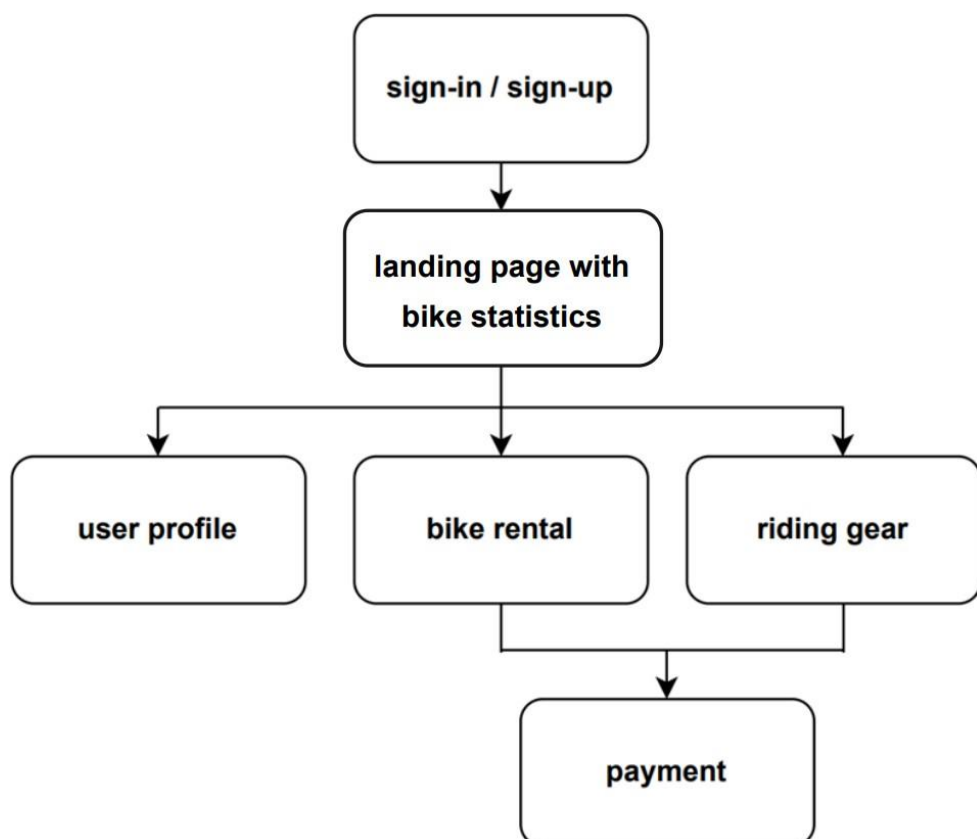 sign-in / sign-up
landing page with
bike statistics
user profile
bike rental
riding gear
payment